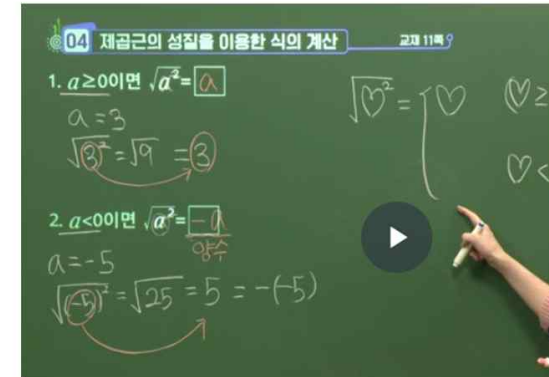 04 제곱근의 성질을 이용한 식의 계산
교재 11쪽
1. a≥0이면 √a² = a
a = 3
√3² = √9 = 3
2. a<0이면 √a² = -a
양수
a = -5
√(-5)² = √25 = 5 = -(-5)
√♡² = ♡ (♡ ≥
♡ <